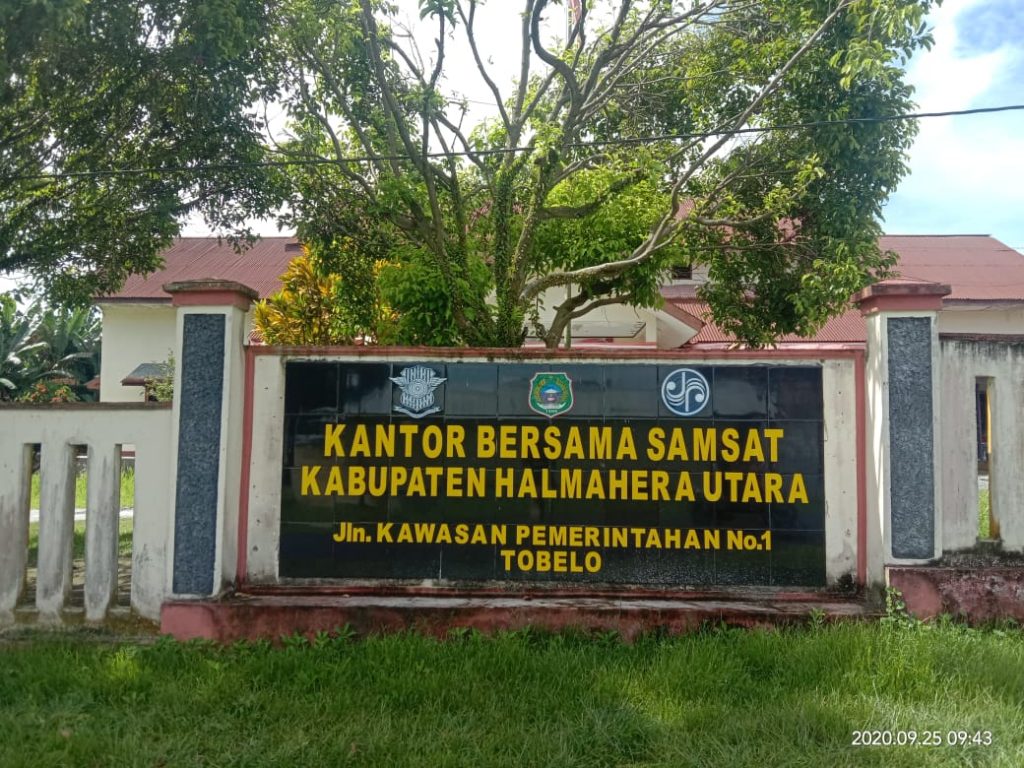 KANTOR BERSAMA SAMSAT
KABUPATEN HALMAHERA UTARA
Jln. KAWASAN PEMERINTAHAN No.1
TOBELO
2020.09.25 09:43